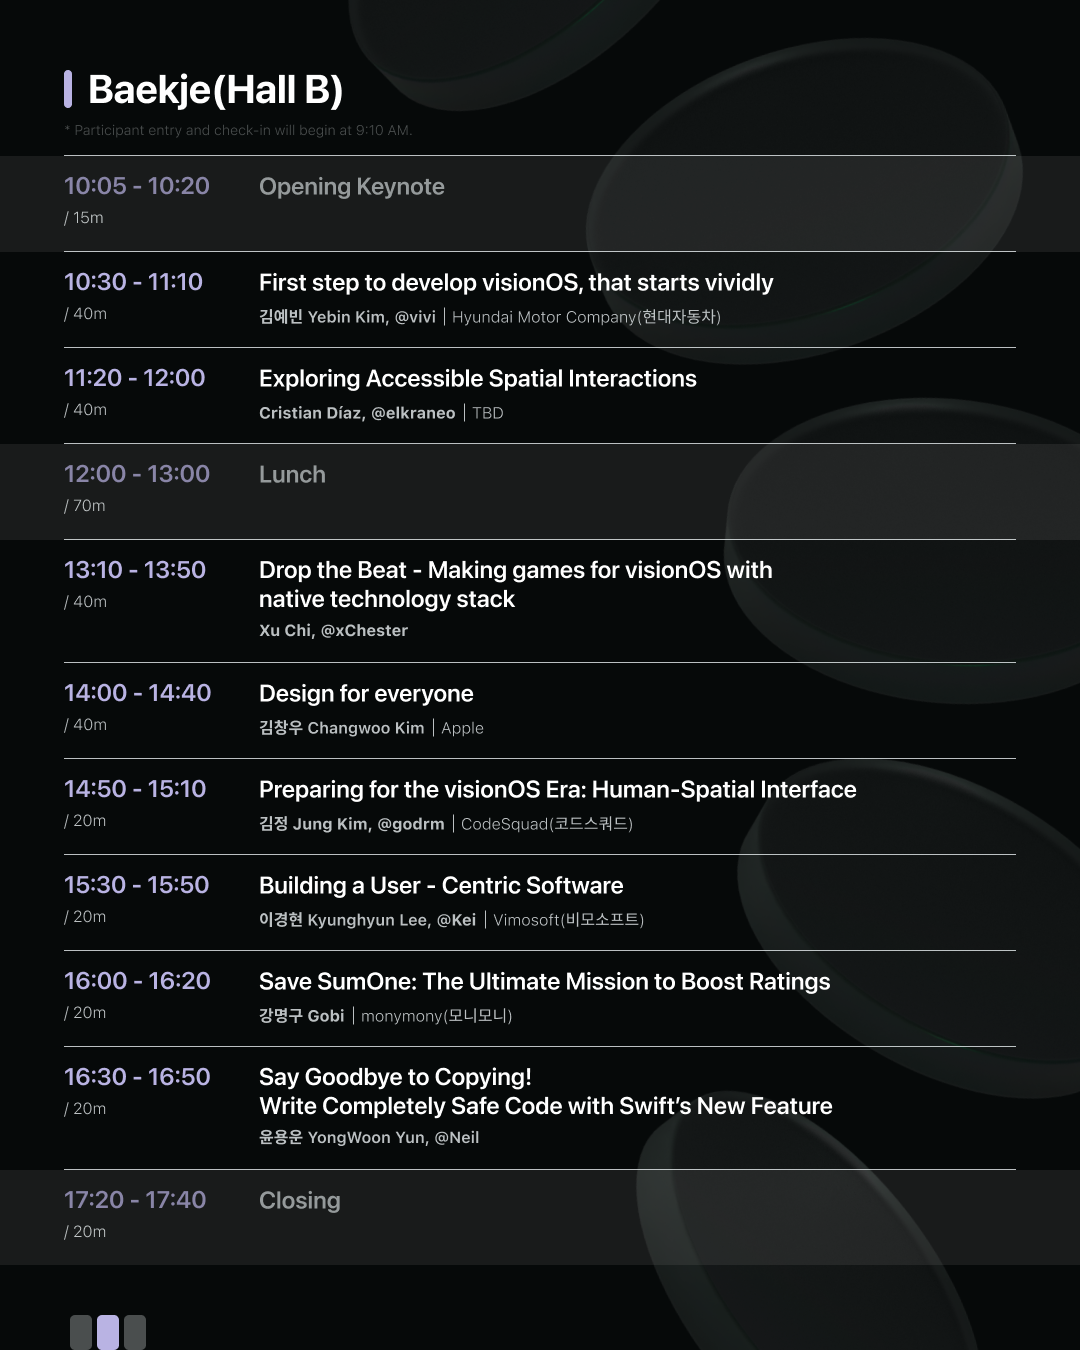 Baekje(Hall B)
* Participant entry and check-in will begin at 9:10 AM.
10:05 - 10:20
Opening Keynote
/ 15m
10:30 - 11:10
First step to develop visionOS, that starts vividly
/ 40m
김예빈 Yebin Kim, @vivi | Hyundai Motor Company(현대자동차)
11:20 - 12:00
Exploring Accessible Spatial Interactions
/ 40m
Cristian Díaz, @elkraneo | TBD
12:00 - 13:00
Lunch
/ 70m
13:10 - 13:50
Drop the Beat - Making games for visionOS with
native technology stack
/ 40m
Xu Chi, @xChester
14:00 - 14:40
Design for everyone
/ 40m
김창우 Changwoo Kim | Apple
14:50 - 15:10
Preparing for the visionOS Era: Human-Spatial Interface
/ 20m
김정 Jung Kim, @godrm | CodeSquad(코드스쿼드)
15:30 - 15:50
Building a User - Centric Software
/ 20m
이경현 Kyunghyun Lee, @Kei | Vimosoft(비모소프트)
16:00 - 16:20
Save SumOne: The Ultimate Mission to Boost Ratings
/ 20m
강명구 Gobi | monymony(모니모니)
16:30 - 16:50
Say Goodbye to Copying!
Write Completely Safe Code with Swift’s New Feature
/ 20m
윤용운 YongWoon Yun, @Neil
17:20 - 17:40
Closing
/ 20m